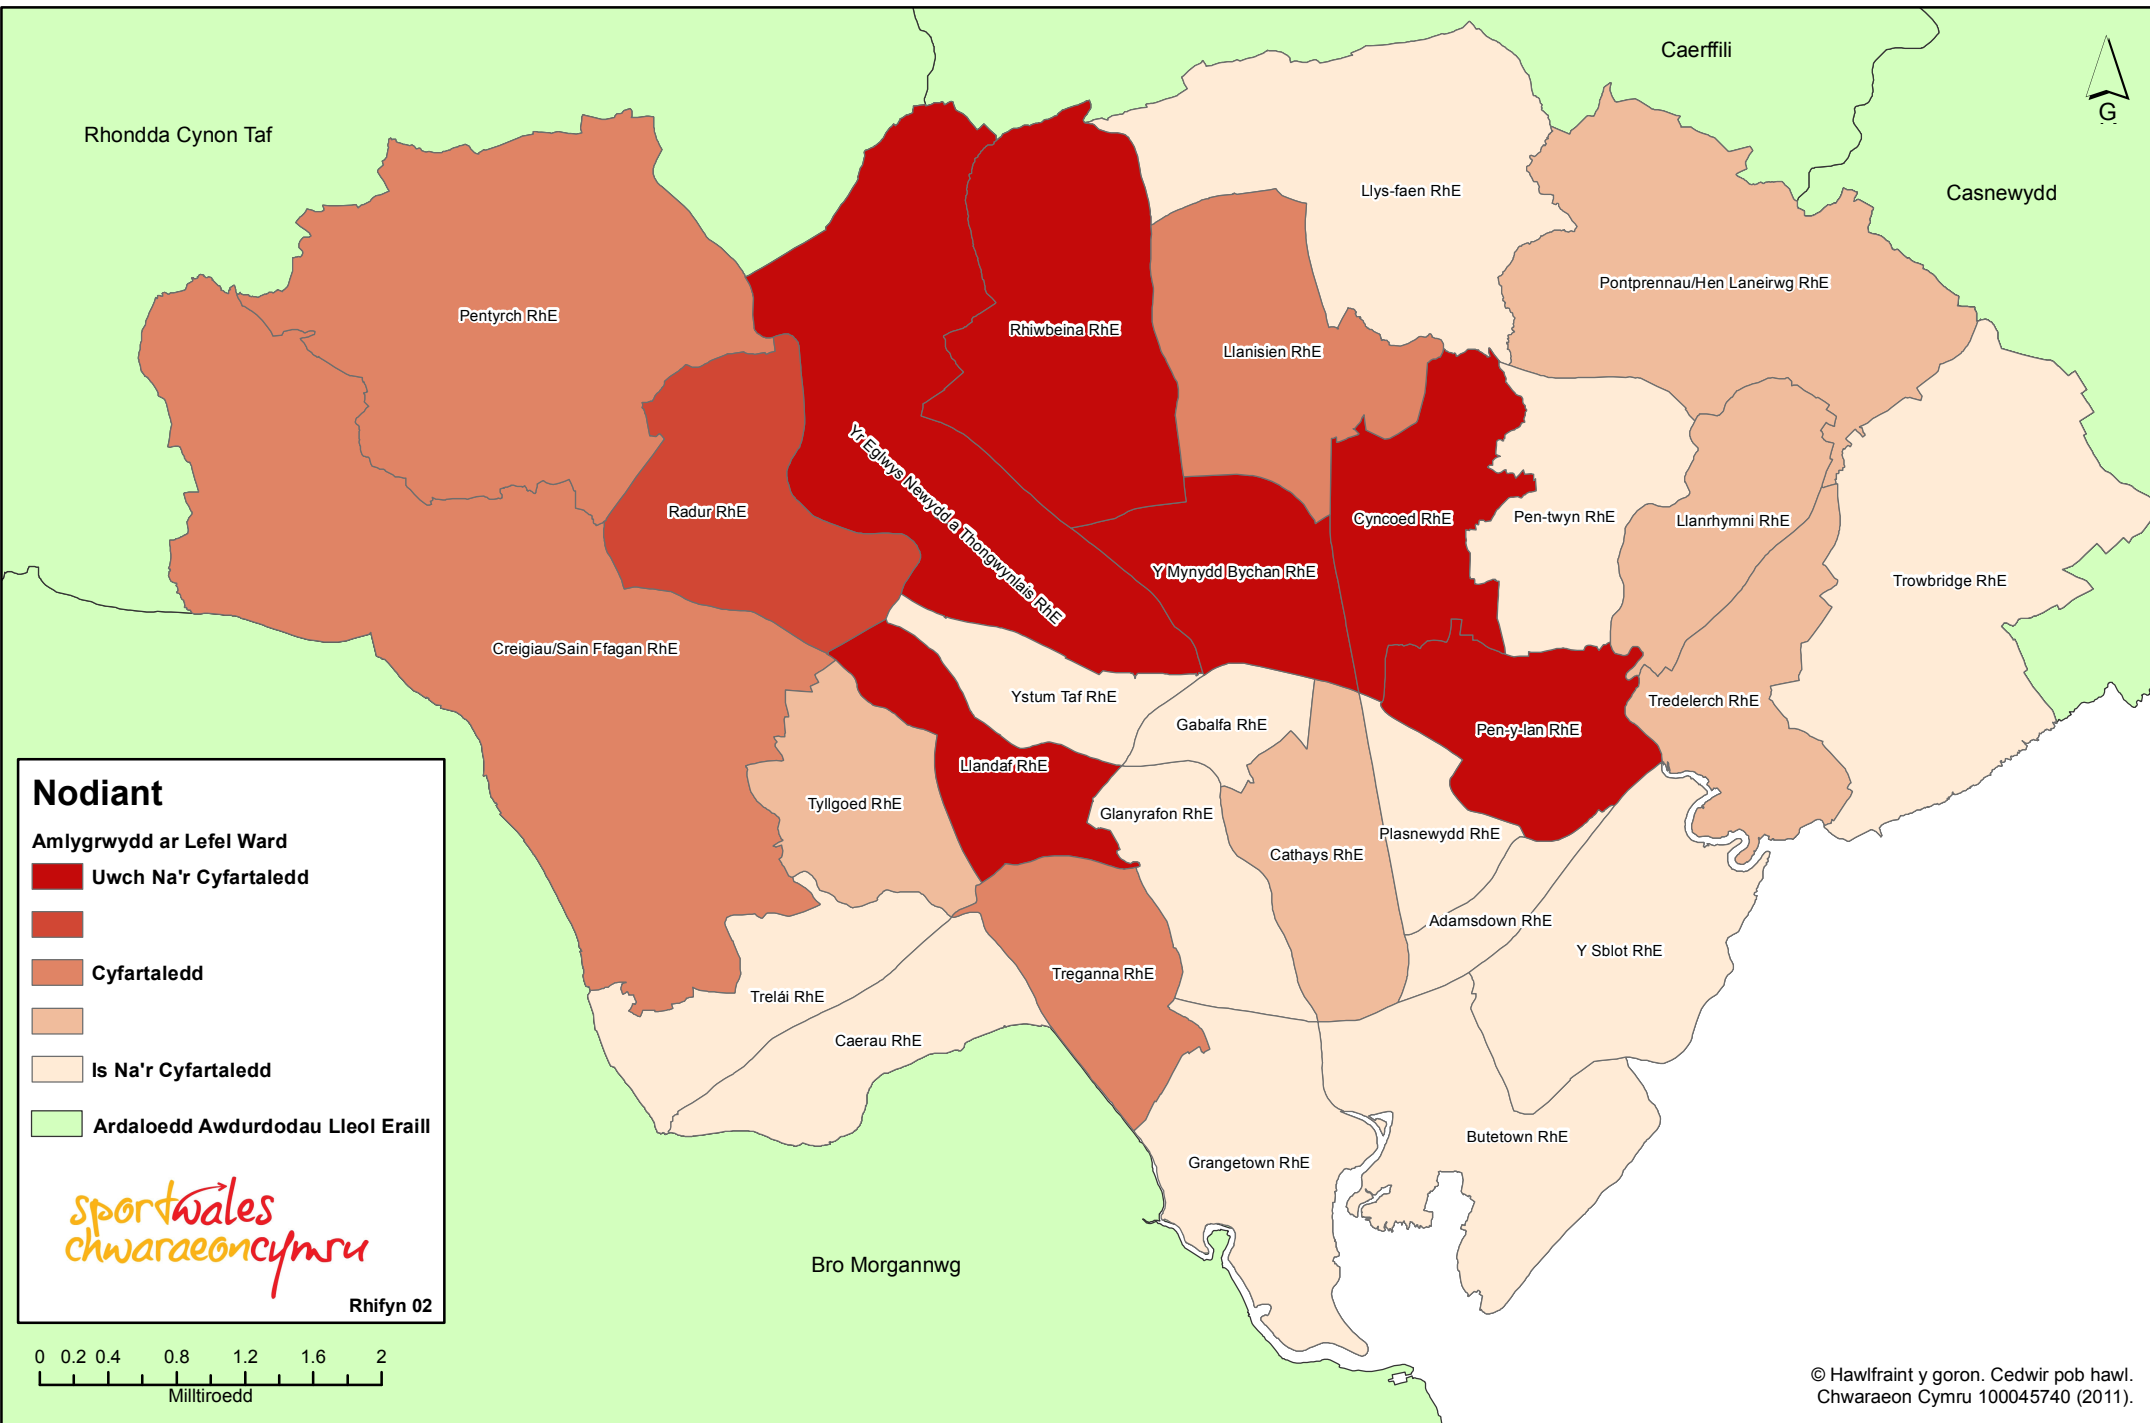 Caerffili
G
Rhondda Cynon Taf
Casnewydd
Llys-faen RhE
Pontprennau/Hen Laneirwg RhE
Pentyrch RhE
Rhiwbeina RhE
Llanisien RhE
Yr Eglwys Newydd a Thongwynlais RhE
Radur RhE
Cyncoed RhE
Pen-twyn RhE
Llanrhymni RhE
Y Mynydd Bychan RhE
Trowbridge RhE
Creigiau/Sain Ffagan RhE
Ystum Taf RhE
Gabalfa RhE
Pen-y-lan RhE
Tredelerch RhE
Llandaf RhE
Tyllgoed RhE
Glanyrafon RhE
Plasnewydd RhE
Cathays RhE
Adamsdown RhE
Y Sblot RhE
Treganna RhE
Trelái RhE
Caerau RhE
Butetown RhE
Grangetown RhE
Bro Morgannwg
Nodiant
Amlygrwydd ar Lefel Ward
Uwch Na'r Cyfartaledd
Cyfartaledd
Is Na'r Cyfartaledd
Ardaloedd Awdurdodau Lleol Eraill
sportwales
chwaraeoncymru
Rhifyn 02
0 0.2 0.4 0.8 1.2 1.6 2
Milltiroedd
© Hawlfraint y goron. Cedwir pob hawl.
Chwaraeon Cymru 100045740 (2011).